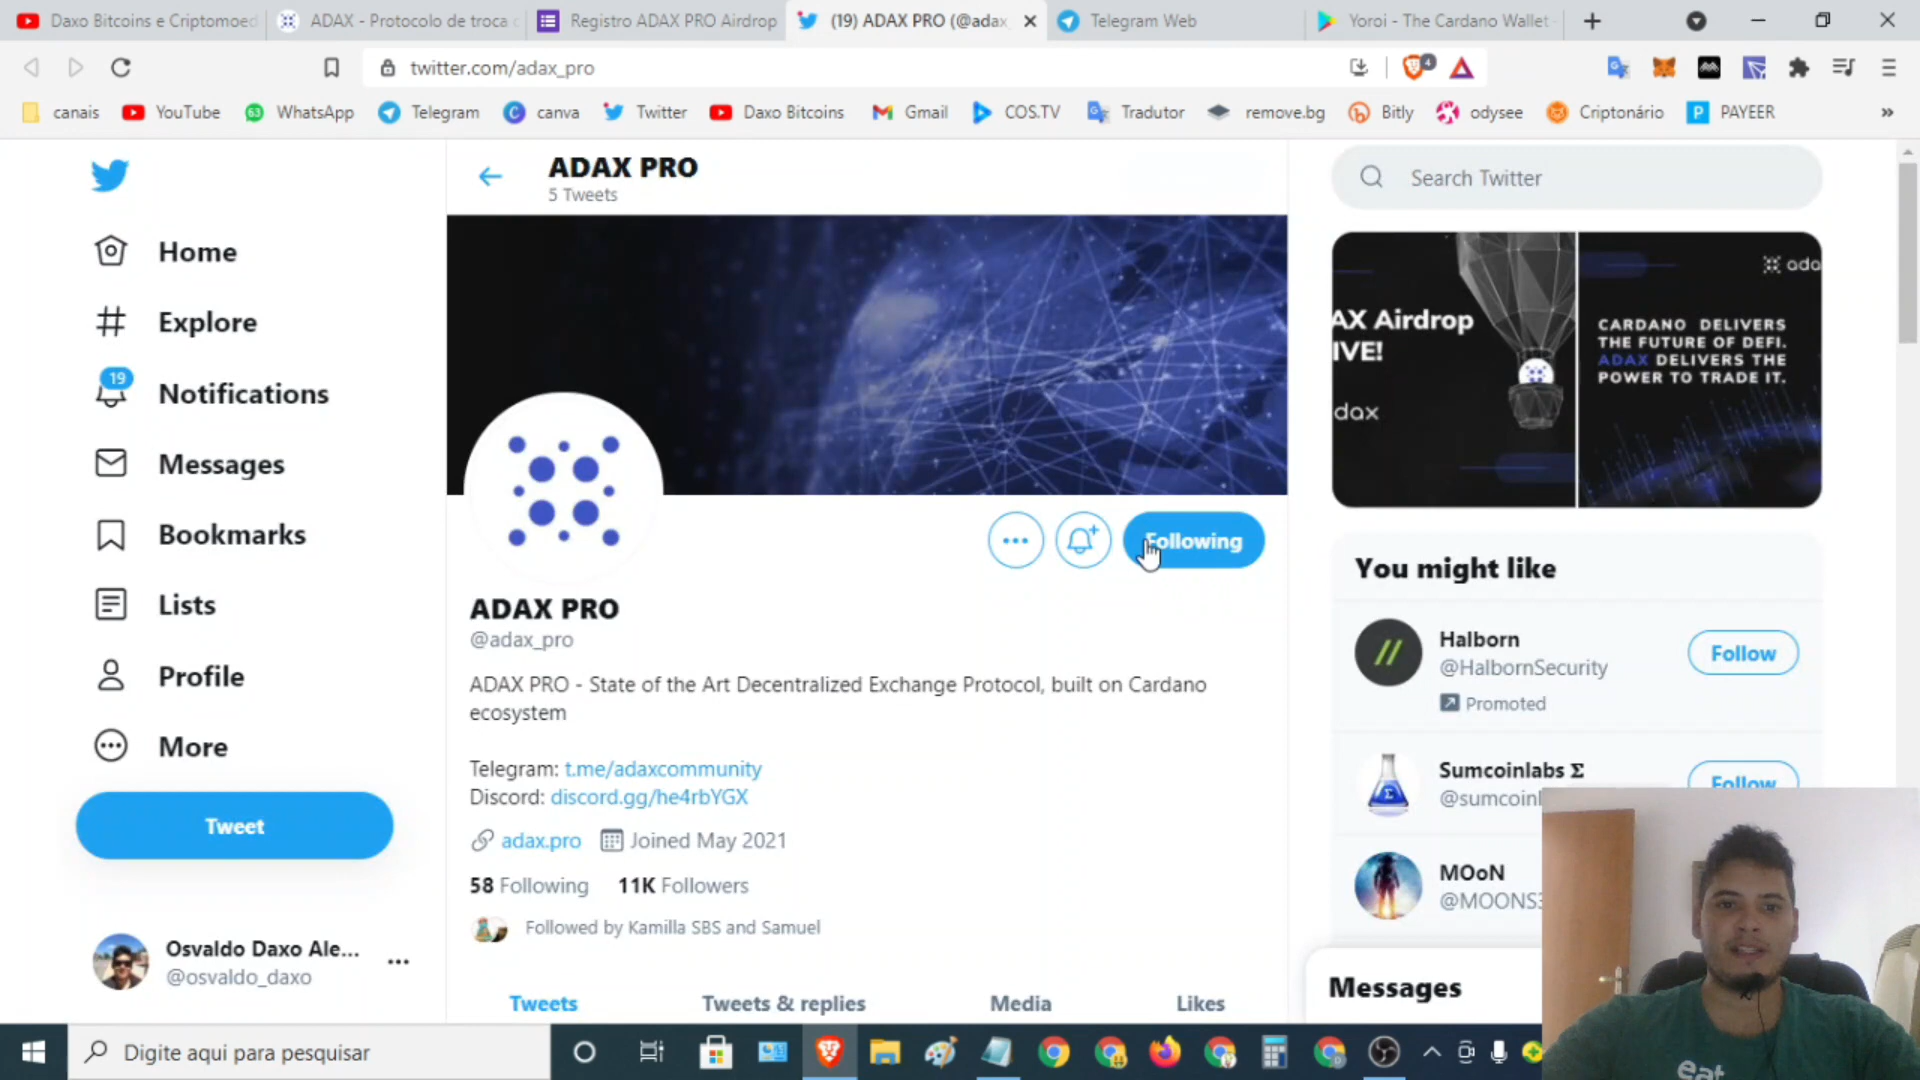 Daxo Bitcoins e Criptomoed
ADAX - Protocolo de troca c
Registro ADAX PRO Airdrop
(19) ADAX PRO (@adax_
Telegram Web
Yoroi - The Cardano Wallet
twitter.com/adax_pro
4
canais
YouTube
WhatsApp
Telegram
canva
Twitter
Daxo Bitcoins
Gmail
COS.TV
Tradutor
remove.bg
Bitly
odysee
Criptonário
PAYEER
ADAX PRO
5 Tweets
Search Twitter
Home
Explore
19
Notifications
Messages
Bookmarks
Lists
Profile
More
Tweet
Osvaldo Daxo Ale...
@osvaldo_daxo
Following
ADAX PRO
@adax_pro
ADAX PRO - State of the Art Decentralized Exchange Protocol, built on Cardano
ecosystem
Telegram: t.me/adaxcommunity
Discord: discord.gg/he4rbYGX
adax.pro Joined May 2021
58 Following 11K Followers
Followed by Kamilla SBS and Samuel
Tweets
Tweets & replies
Media
Likes
AX Airdrop
IVE!
dax
ada
CARDANO DELIVERS
THE FUTURE OF DEFI.
ADAX DELIVERS THE
POWER TO TRADE IT.
You might like
Halborn
@HalbornSecurity
Promoted
Follow
Sumcoinlabs Σ
@sumcoinl
Follow
MOoN
@MOONS3
Messages
Digite aqui para pesquisar
eat